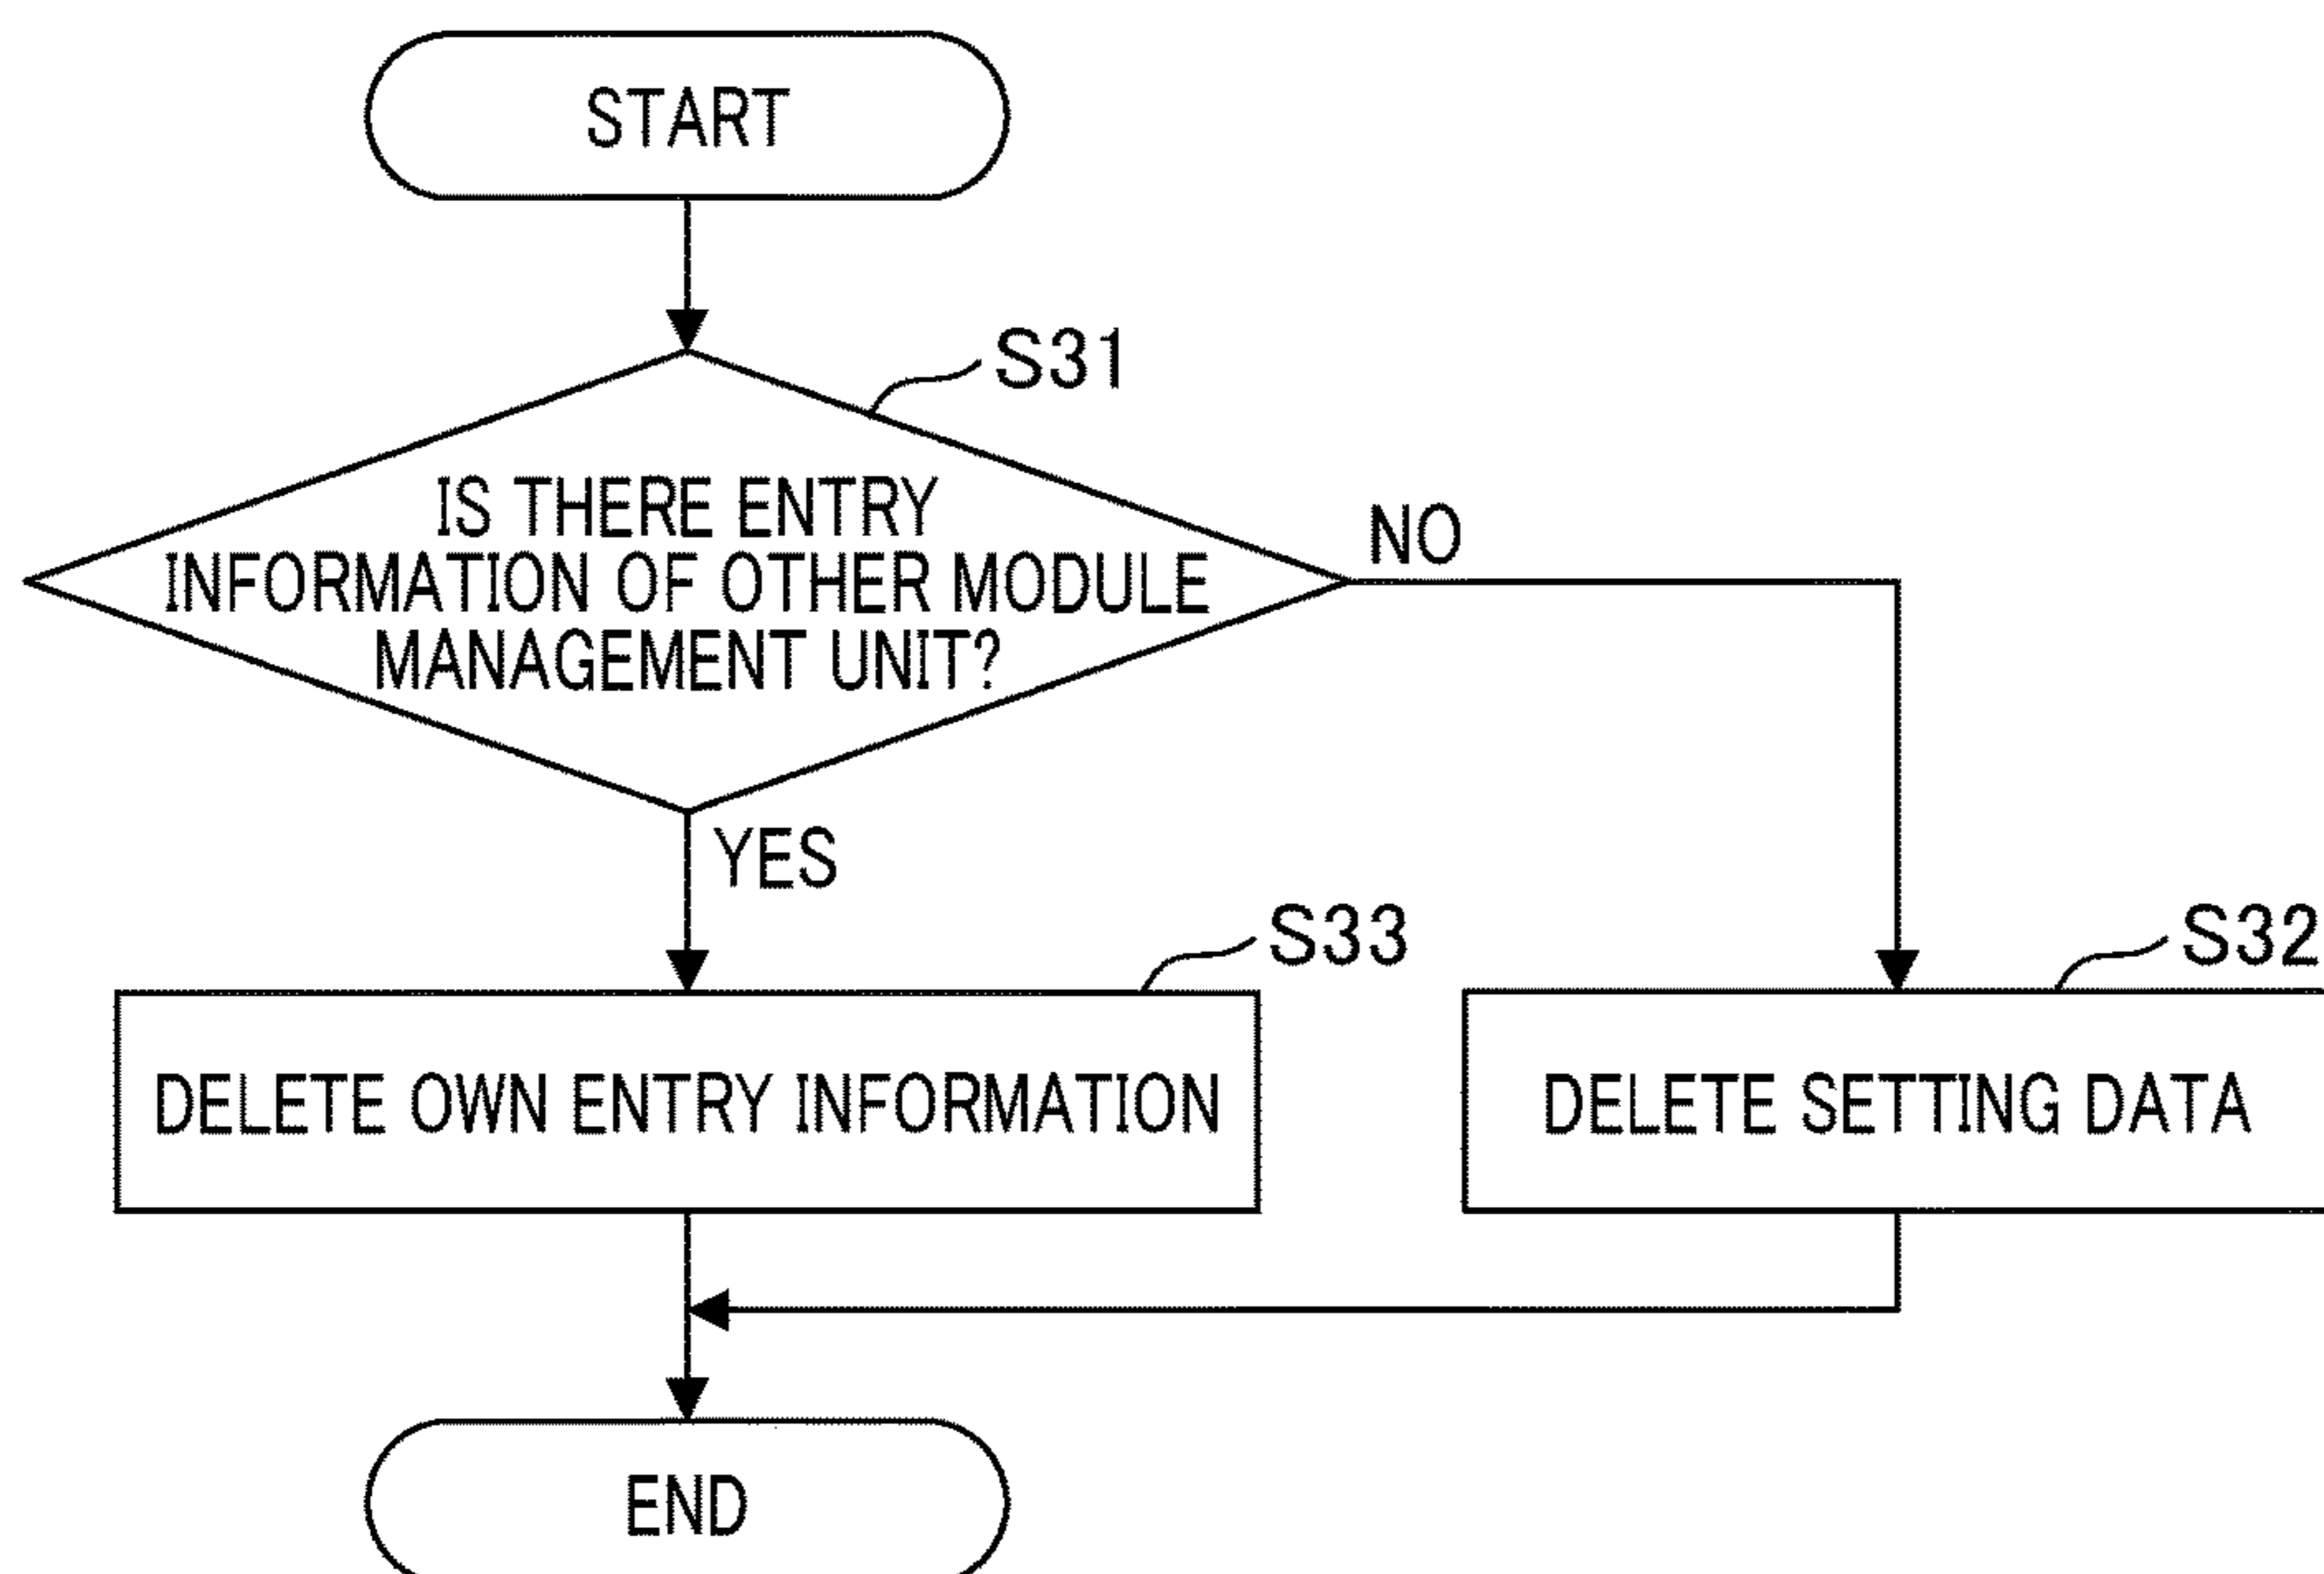 START
S31
IS THERE ENTRY
INFORMATION OF OTHER MODULE
MANAGEMENT UNIT?
NO
YES
S33
S32
DELETE OWN ENTRY INFORMATION
DELETE SETTING DATA
END